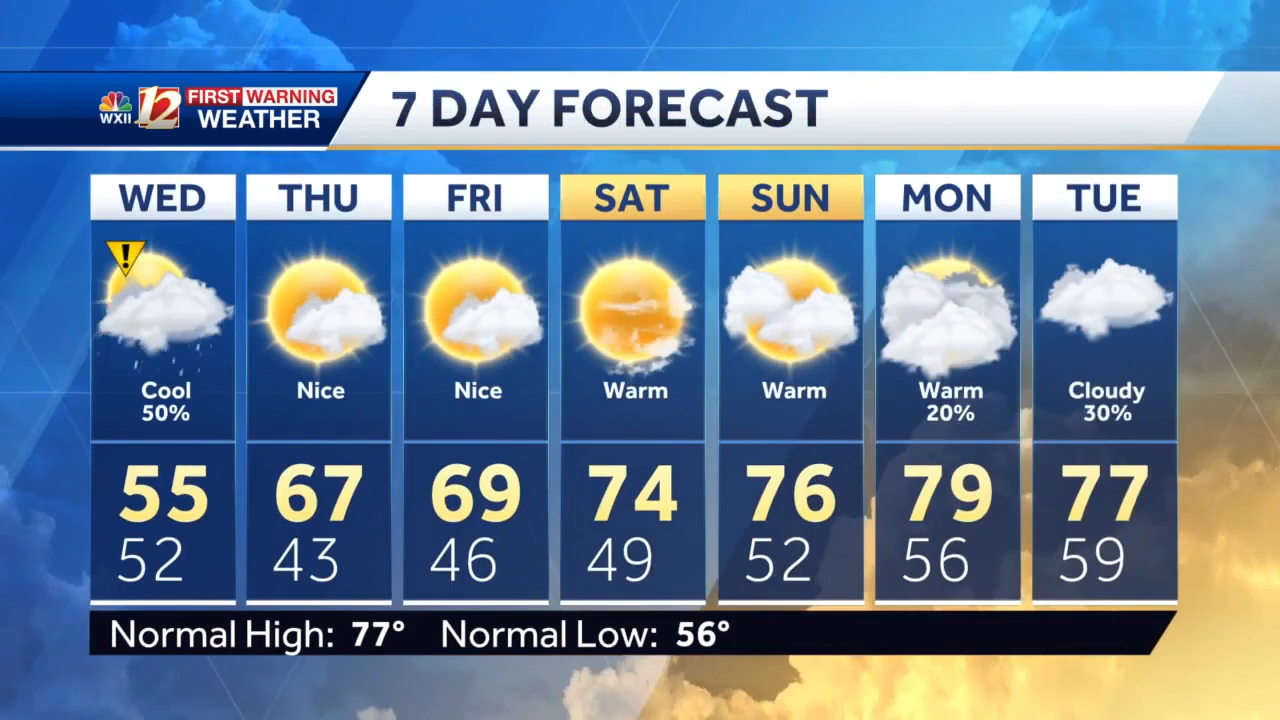 WXII 12 FIRST WARNING WEATHER
7 DAY FORECAST
WED THU FRI SAT SUN MON TUE
!
Cool Nice Nice Warm Warm Warm Cloudy
50% 20% 30%
55 67 69 74 76 79 77
52 43 46 49 52 56 59
Normal High: 77° Normal Low: 56°